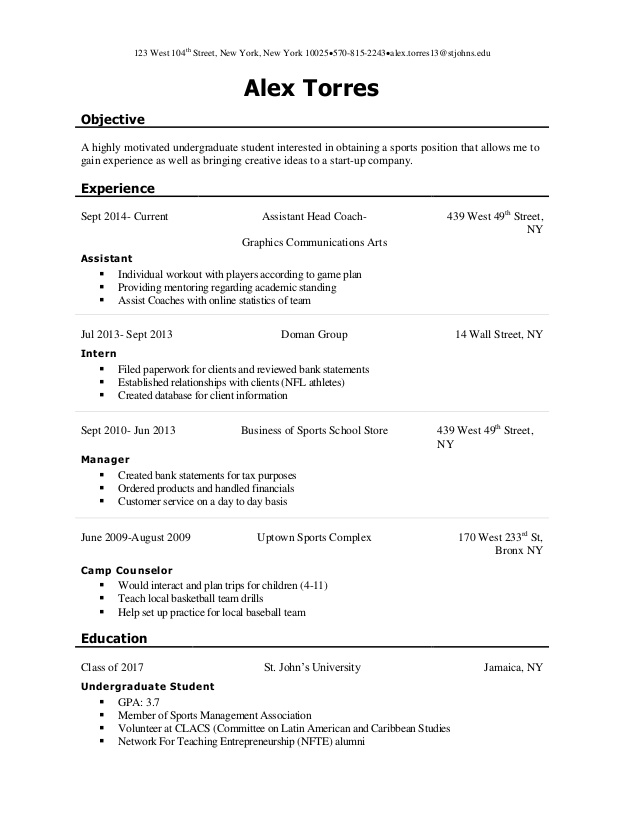 123 West 104th Street, New York, New York 10025•570-815-2243•alex.torres13@stjohns.edu
Alex Torres
Objective
A highly motivated undergraduate student interested in obtaining a sports position that allows me to
gain experience as well as bringing creative ideas to a start-up company.
Experience
Sept 2014- Current Assistant Head Coach- 439 West 49th Street,
NY
Graphics Communications Arts
Assistant
▪ Individual workout with players according to game plan
▪ Providing mentoring regarding academic standing
▪ Assist Coaches with online statistics of team
Jul 2013- Sept 2013 Doman Group 14 Wall Street, NY
Intern
▪ Filed paperwork for clients and reviewed bank statements
▪ Established relationships with clients (NFL athletes)
▪ Created database for client information
Sept 2010- Jun 2013 Business of Sports School Store 439 West 49th Street,
NY
Manager
▪ Created bank statements for tax purposes
▪ Ordered products and handled financials
▪ Customer service on a day to day basis
June 2009-August 2009 Uptown Sports Complex 170 West 233rd St,
Bronx NY
Camp Counselor
▪ Would interact and plan trips for children (4-11)
▪ Teach local basketball team drills
▪ Help set up practice for local baseball team
Education
Class of 2017 St. John's University Jamaica, NY
Undergraduate Student
▪ GPA: 3.7
▪ Member of Sports Management Association
▪ Volunteer at CLACS (Committee on Latin American and Caribbean Studies
▪ Network For Teaching Entrepreneurship (NFTE) alumni